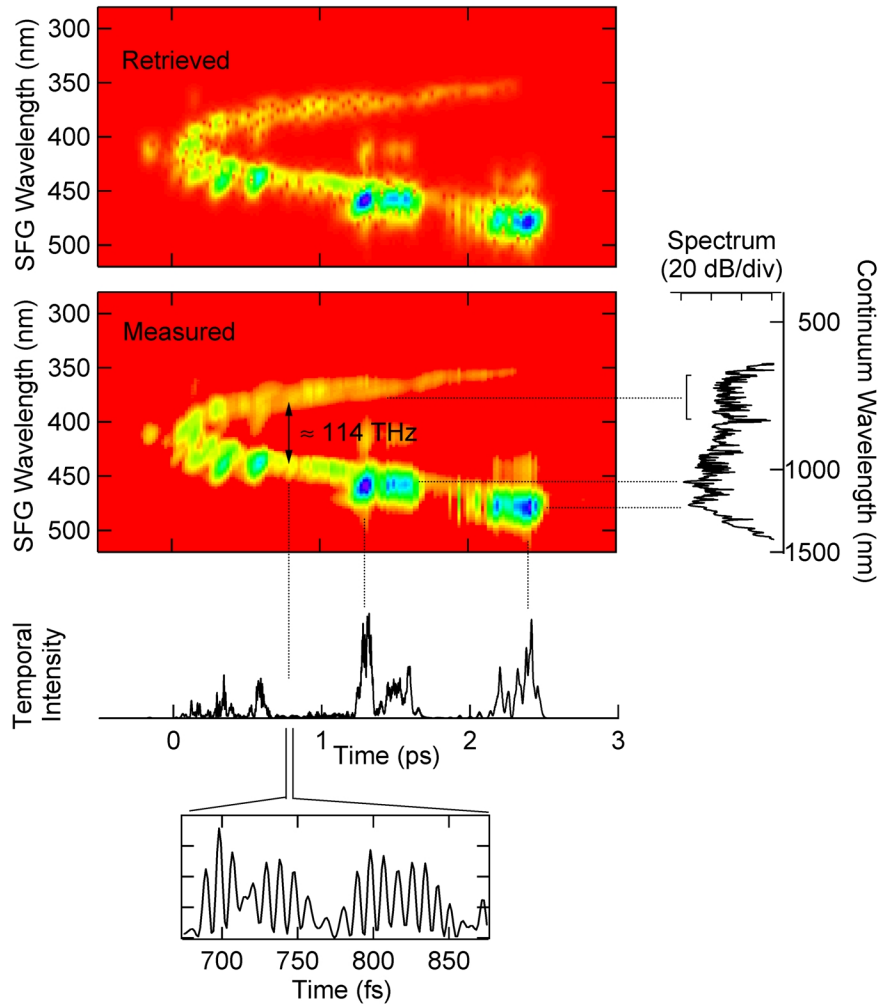 Retrieved
SFG Wavelength (nm)
300
350
400
450
500
Measured
SFG Wavelength (nm)
300
350
400
450
500
≈ 114 THz
Spectrum
(20 dB/div)
Continuum Wavelength (nm)
500
1000
1500
Temporal
Intensity
0
1
2
3
Time (ps)
700
750
800
850
Time (fs)